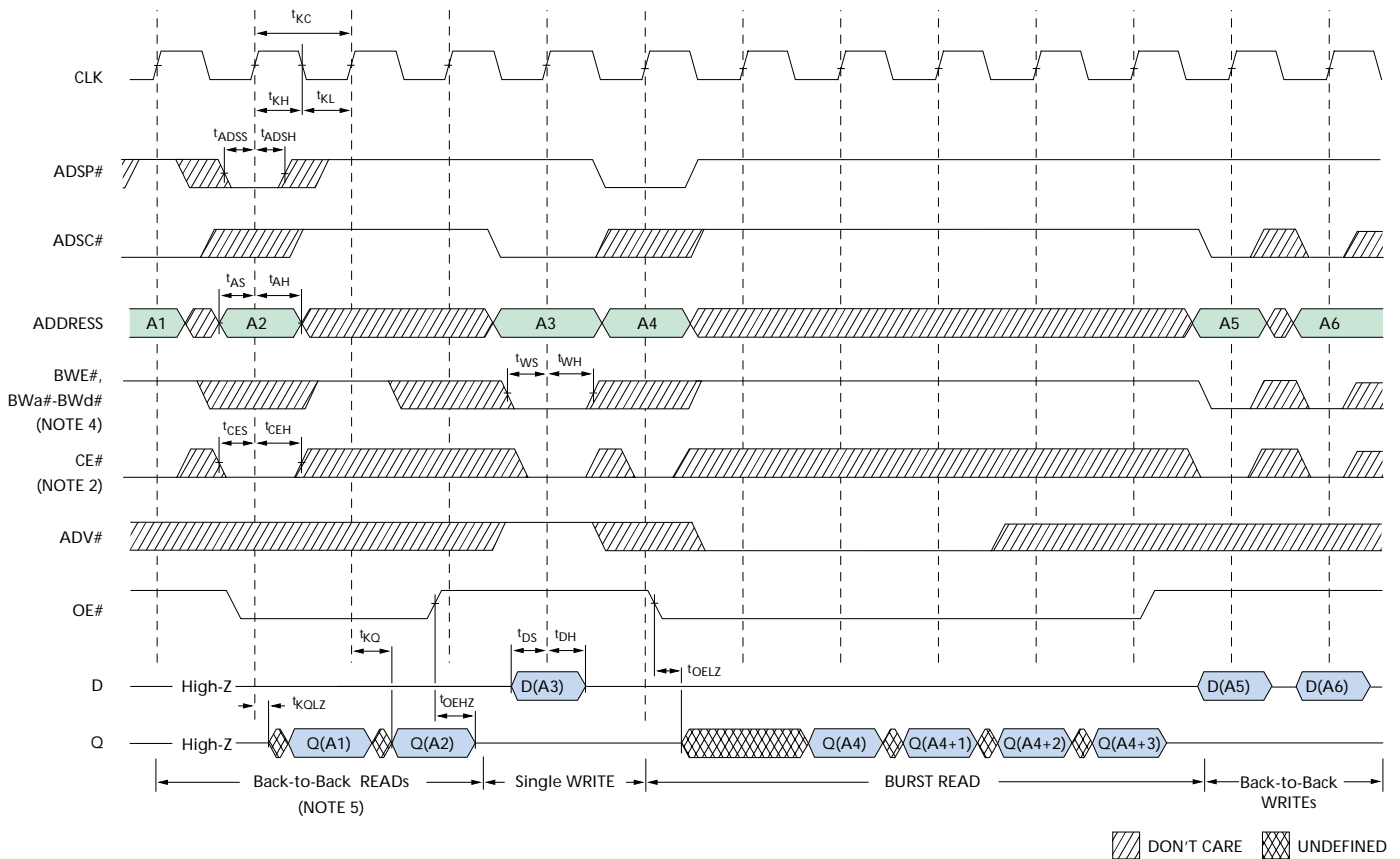 tKC
CLK
tKH
tKL
tADSS
tADSH
ADSP#
ADSC#
tAS
tAH
ADDRESS
A1
A2
A3
A4
A5
A6
tWS
tWH
BWE#,
BWa#-BWd#
(NOTE 4)
tCES
tCEH
CE#
(NOTE 2)
ADV#
OE#
tKQ
tDS
tDH
tOELZ
D
High-Z
D(A3)
D(A5)
D(A6)
tKQLZ
tOEHZ
Q
High-Z
Q(A1)
Q(A2)
Q(A4)
Q(A4+1)
Q(A4+2)
Q(A4+3)
Back-to-Back READs
(NOTE 5)
Single WRITE
BURST READ
Back-to-Back
WRITEs
DON'T CARE
UNDEFINED